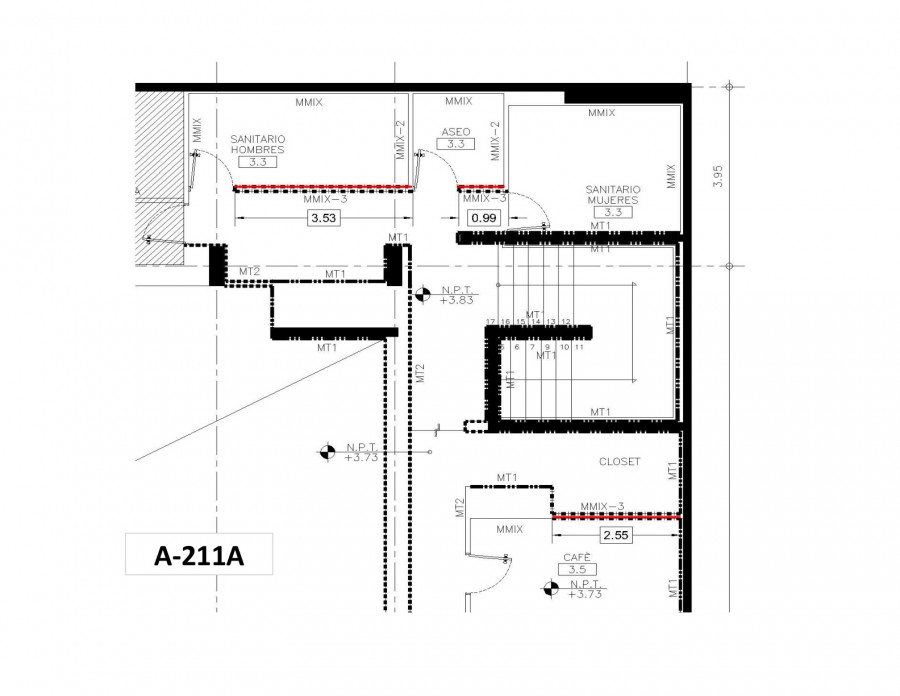 MMIX
MMIX
MMIX
MMIX
MMIX-2
ASEO
3.3
MMIX-2
SANITARIO
HOMBRES
3.3
MMIX
3.95
SANITARIO
MUJERES
3.3
MMIX-3
MMIX-3
3.53
0.99
MT1
MT1
MT1
MT2
MT1
N.P.T.
+3.83
MT1
17 16 15 14 13 12
MT1
MT1
6 7 9 10 11
MT1
MT2
MT1
MT1
N.P.T.
+3.73
CLOSET
MT1
MT1
MT2
MMIX-3
MMIX
2.55
A-211A
CAFÈ
3.5
N.P.T.
+3.73
MT1